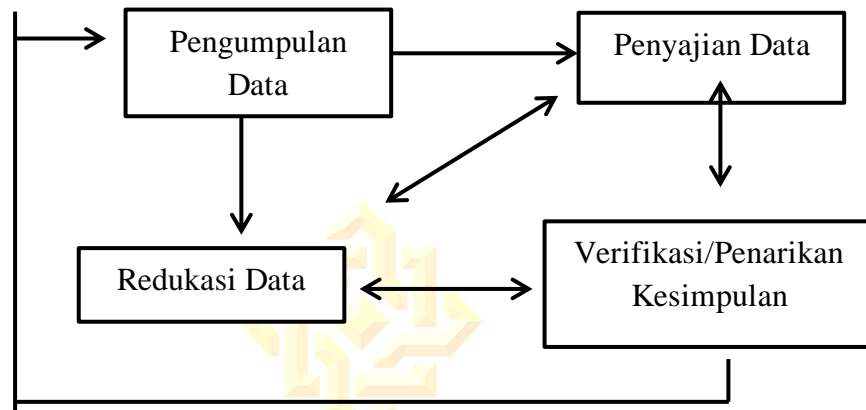 Pengumpulan
Data
Penyajian Data
Redukasi Data
Verifikasi/Penarikan
Kesimpulan